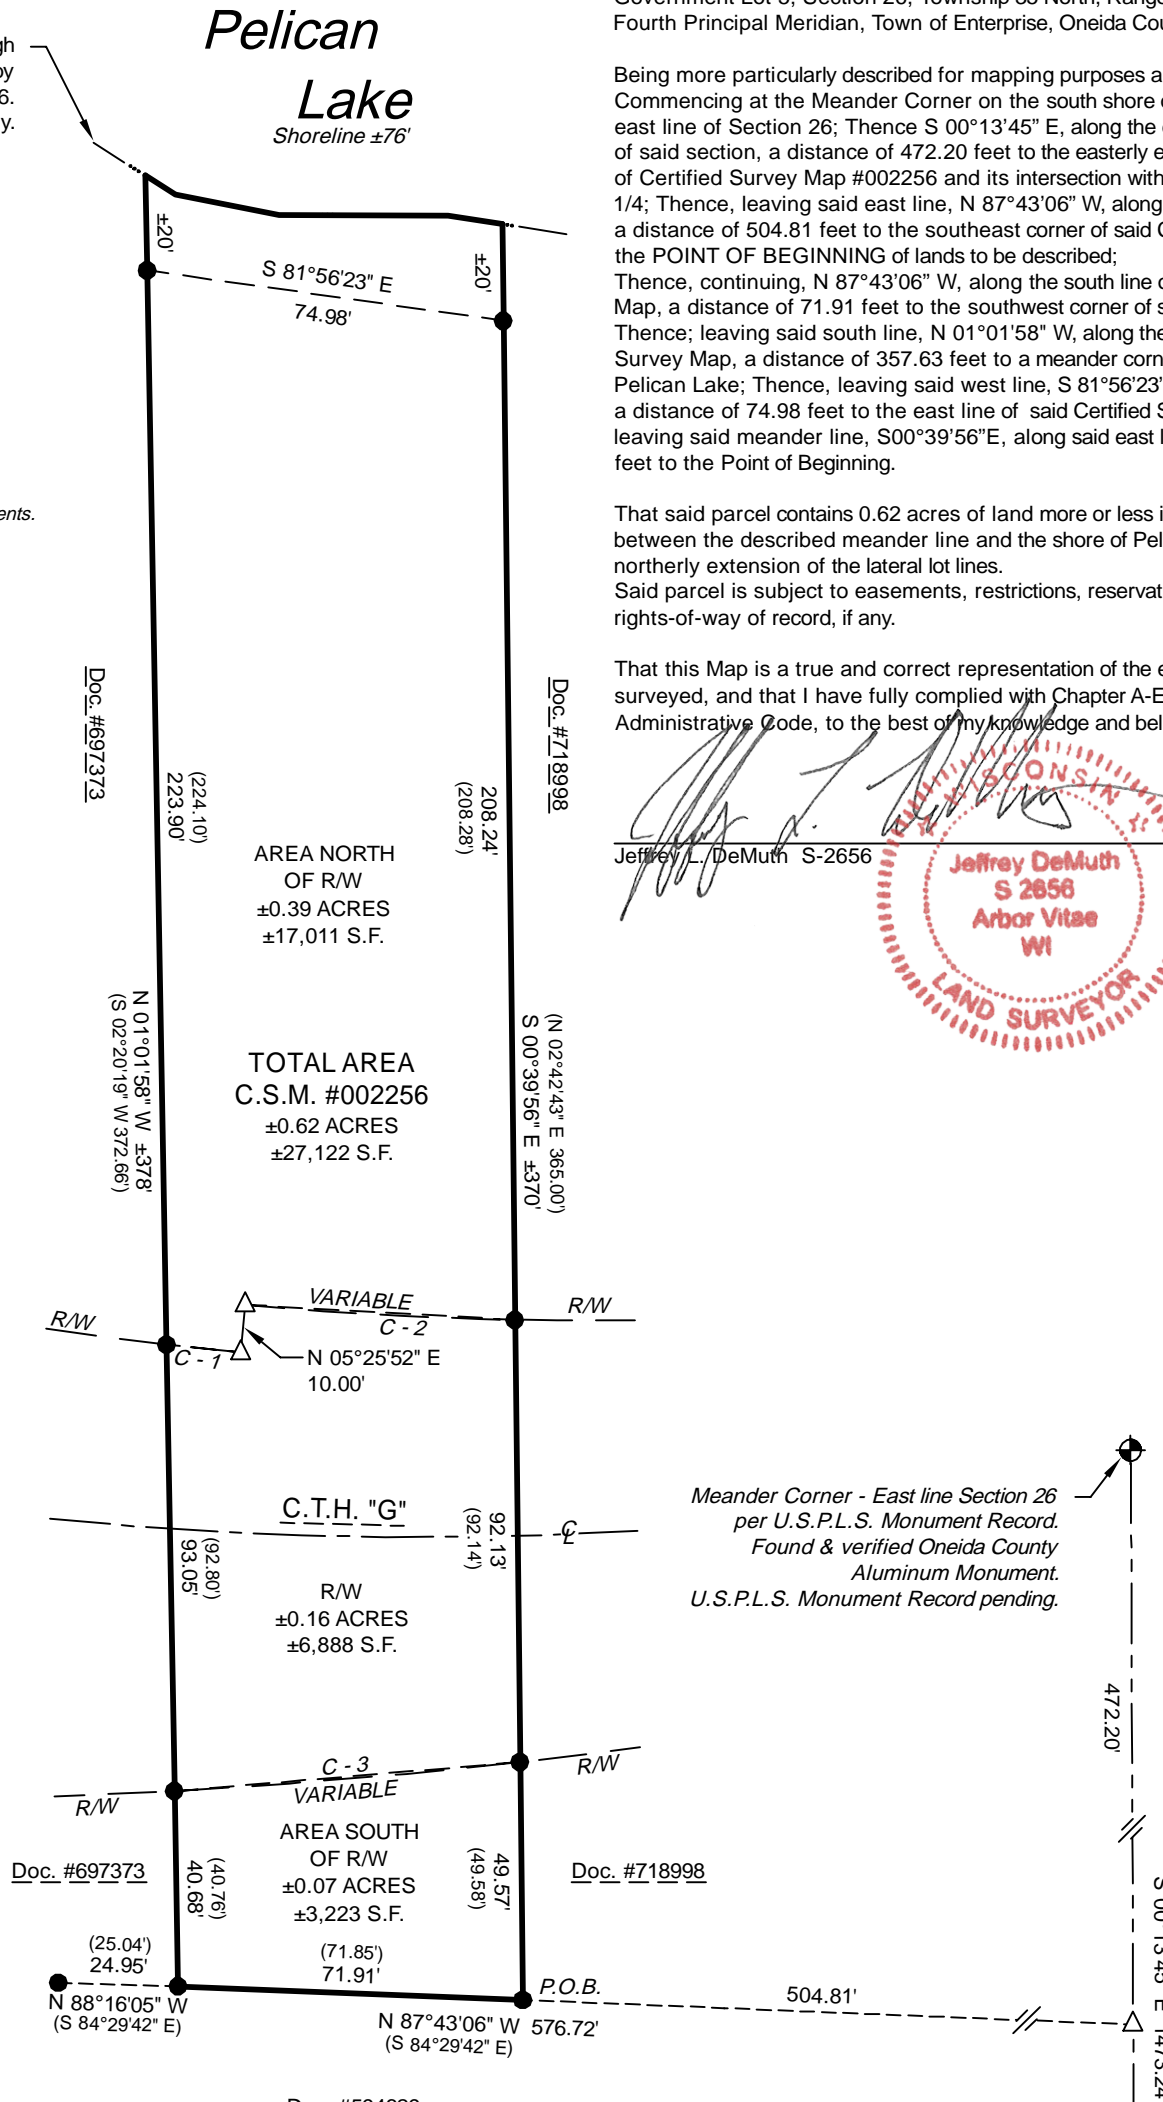 Pelican
Lake
Shoreline ±76'
gh
by
6.
y.
ents.
Fourth Principal Meridian, Town of Enterprise, Oneida Cou
Being more particularly described for mapping purposes a
Commencing at the Meander Corner on the south shore
east line of Section 26; Thence S 00°13'45” E, along the
of said section, a distance of 472.20 feet to the easterly e
of Certified Survey Map #002256 and its intersection with
1/4; Thence, leaving said east line, N 87°43'06” W, along
a distance of 504.81 feet to the southeast corner of said
the POINT OF BEGINNING of lands to be described;
Thence, continuing, N 87°43'06” W, along the south line
Map, a distance of 71.91 feet to the southwest corner of s
Thence; leaving said south line, N 01°01'58" W, along the
Survey Map, a distance of 357.63 feet to a meander corn
Pelican Lake; Thence, leaving said west line, S 81°56'23'
a distance of 74.98 feet to the east line of said Certified S
leaving said meander line, S00°39'56”E, along said east l
feet to the Point of Beginning.
That said parcel contains 0.62 acres of land more or less i
between the described meander line and the shore of Pel
northerly extension of the lateral lot lines.
Said parcel is subject to easements, restrictions, reservat
rights-of-way of record, if any.
That this Map is a true and correct representation of the e
surveyed, and that I have fully complied with Chapter A-E
Administrative Code, to the best of my knowledge and bel
Jeffrey L. DeMuth S-2656
WISCONSIN
Jeffrey DeMuth
S 2656
Arbor Vitae
WI
LAND SURVEYOR
±20'
±20'
S 81°56'23" E
74.98'
Doc. #697373
Doc. #718998
(224.10')
223.90'
208.24'
(208.28')
AREA NORTH
OF R/W
±0.39 ACRES
±17,011 S.F.
N 01°01'58" W ±378'
(S 02°20'19" W 372.66')
(N 02°42'43" E 365.00')
S 00°39'56" E ±370'
TOTAL AREA
C.S.M. #002256
±0.62 ACRES
±27,122 S.F.
R/W
VARIABLE
C - 2
R/W
C - 1
N 05°25'52" E
10.00'
C.T.H. "G"
CL
(92.80')
93.05'
92.13'
(92.14')
R/W
±0.16 ACRES
±6,888 S.F.
Meander Corner - East line Section 26
per U.S.P.L.S. Monument Record.
Found & verified Oneida County
Aluminum Monument.
U.S.P.L.S. Monument Record pending.
472.20'
C - 3
VARIABLE
R/W
R/W
AREA SOUTH
OF R/W
±0.07 ACRES
±3,223 S.F.
Doc. #697373
(40.76')
40.68'
49.57'
(49.58')
Doc. #718998
(25.04')
24.95'
(71.85')
71.91'
P.O.B.
504.81'
N 88°16'05" W
(S 84°29'42" E)
N 87°43'06" W 576.72'
(S 84°29'42" E)
S 00°13'45" E 1473.24